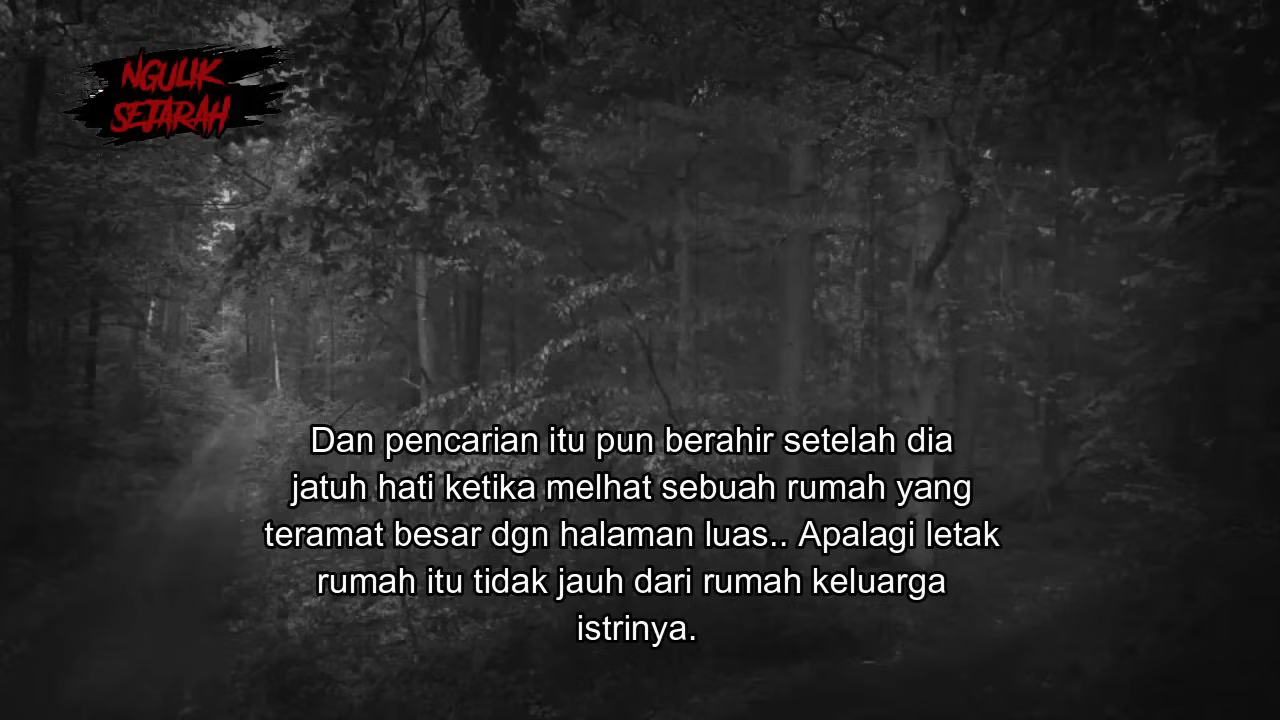 NGULIK
SEJARAH
Dan pencarian itu pun berahir setelah dia
jatuh hati ketika melhat sebuah rumah yang
teramat besar dgn halaman luas.. Apalagi letak
rumah itu tidak jauh dari rumah keluarga
istrinya.